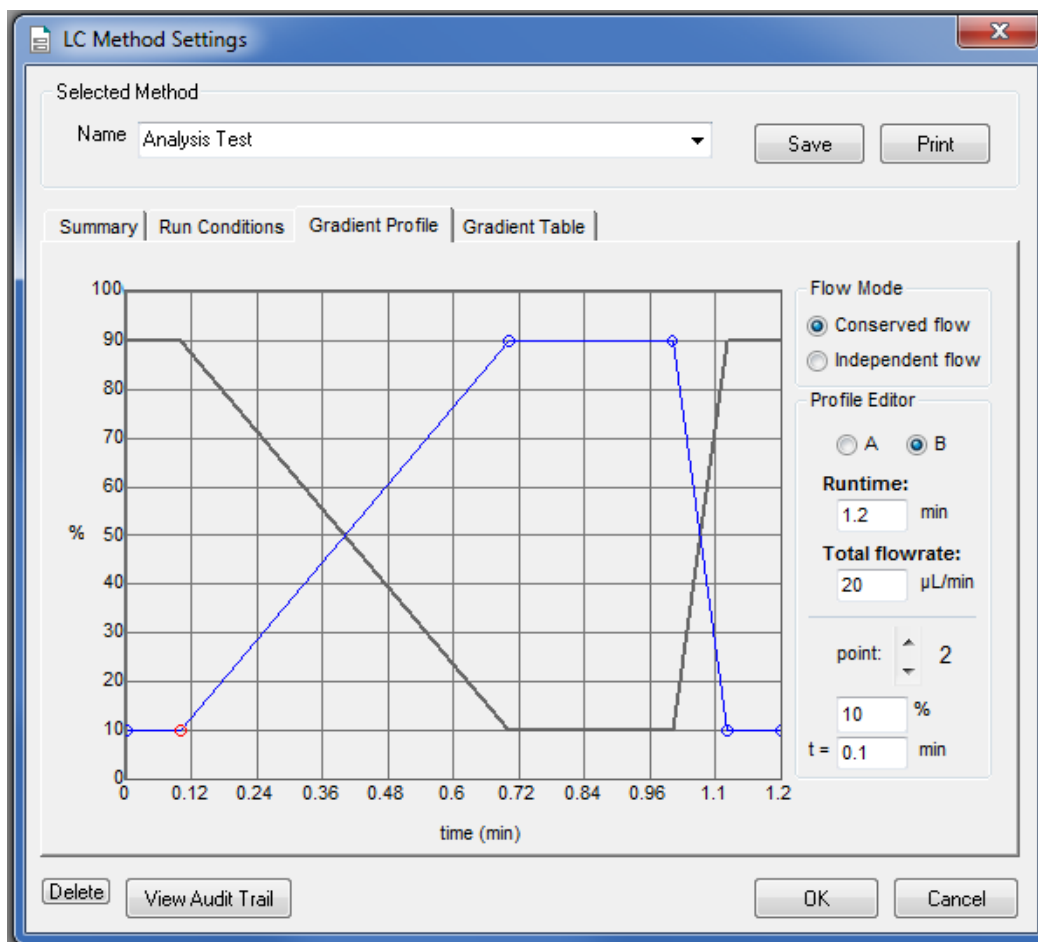 LC Method Settings
Selected Method
Name Analysis Test Save Print
Summary Run Conditions Gradient Profile Gradient Table
100
90
80
70
60
% 50
40
30
20
10
0
0 0.12 0.24 0.36 0.48 0.6 0.72 0.84 0.96 1.1 1.2
time (min)
Flow Mode
Conserved flow
Independent flow
Profile Editor
A B
Runtime:
1.2 min
Total flowrate:
20 µL/min
point: 2
10 %
t = 0.1 min
Delete View Audit Trail OK Cancel